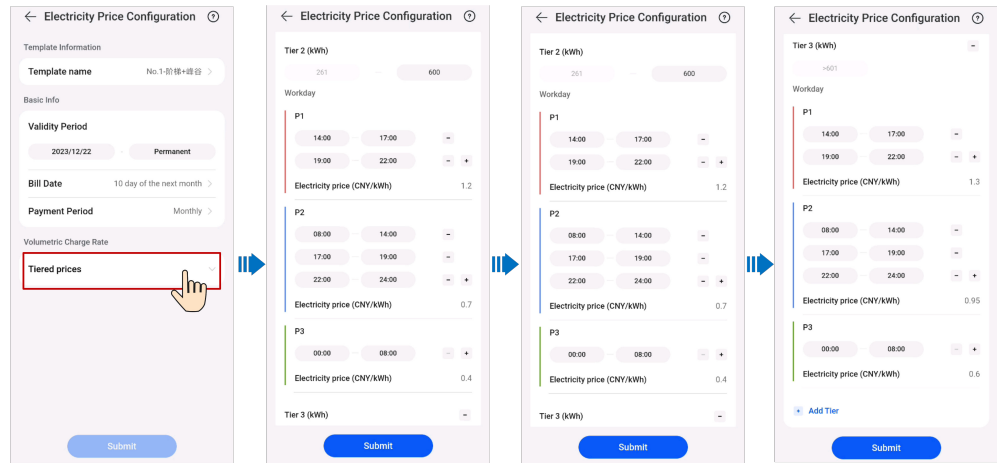 Electricity Price Configuration
Template Information
Template name No.1-阶梯+峰谷
Basic Info
Validity Period
2023/12/22 - Permanent
Bill Date 10 day of the next month
Payment Period Monthly
Volumetric Charge Rate
Tiered prices
Submit
Electricity Price Configuration
Tier 2 (kWh)
261 - 600
Workday
P1
14:00 - 17:00 -
19:00 - 22:00 - +
Electricity price (CNY/kWh) 1.2
P2
08:00 - 14:00 -
17:00 - 19:00 -
22:00 - 24:00 - +
Electricity price (CNY/kWh) 0.7
P3
00:00 - 08:00 - +
Electricity price (CNY/kWh) 0.4
Tier 3 (kWh) -
Submit
Electricity Price Configuration
Tier 2 (kWh)
261 - 600
Workday
P1
14:00 - 17:00 -
19:00 - 22:00 - +
Electricity price (CNY/kWh) 1.2
P2
08:00 - 14:00 -
17:00 - 19:00 -
22:00 - 24:00 - +
Electricity price (CNY/kWh) 0.7
P3
00:00 - 08:00 - +
Electricity price (CNY/kWh) 0.4
Tier 3 (kWh) -
Submit
Electricity Price Configuration
Tier 3 (kWh) -
>601
Workday
P1
14:00 - 17:00 -
19:00 - 22:00 - +
Electricity price (CNY/kWh) 1.3
P2
08:00 - 14:00 -
17:00 - 19:00 -
22:00 - 24:00 - +
Electricity price (CNY/kWh) 0.95
P3
00:00 - 08:00 - +
Electricity price (CNY/kWh) 0.6
+ Add Tier
Submit